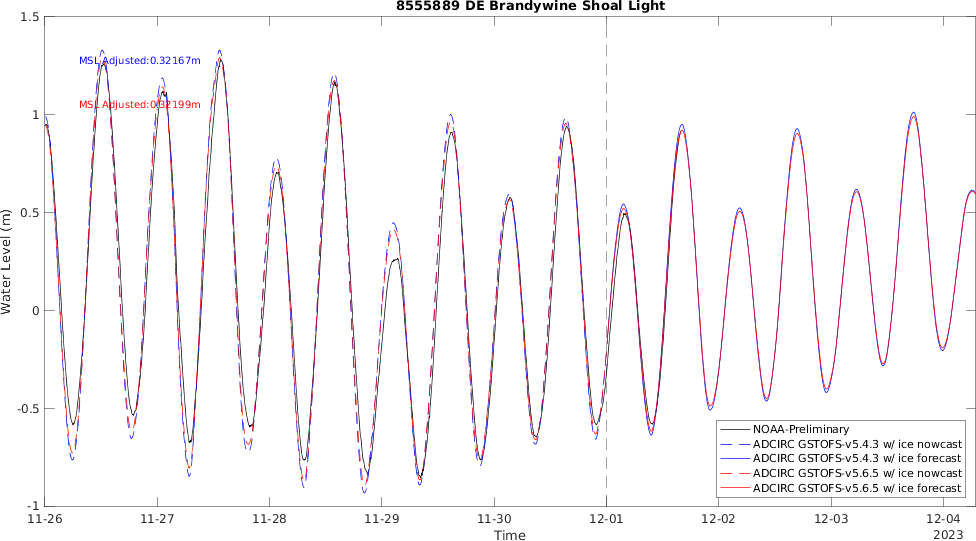 8555889 DE Brandywine Shoal Light
1.5
1
0.5
0
-0.5
-1
Water Level (m)
MSL Adjusted:0.32167m
MSL Adjusted:0.32199m
NOAA-Preliminary
ADCIRC GSTOFS-v5.4.3 w/ ice nowcast
ADCIRC GSTOFS-v5.4.3 w/ ice forecast
ADCIRC GSTOFS-v5.6.5 w/ ice nowcast
ADCIRC GSTOFS-v5.6.5 w/ ice forecast
11-26 11-27 11-28 11-29 11-30 12-01 12-02 12-03 12-04
Time
2023